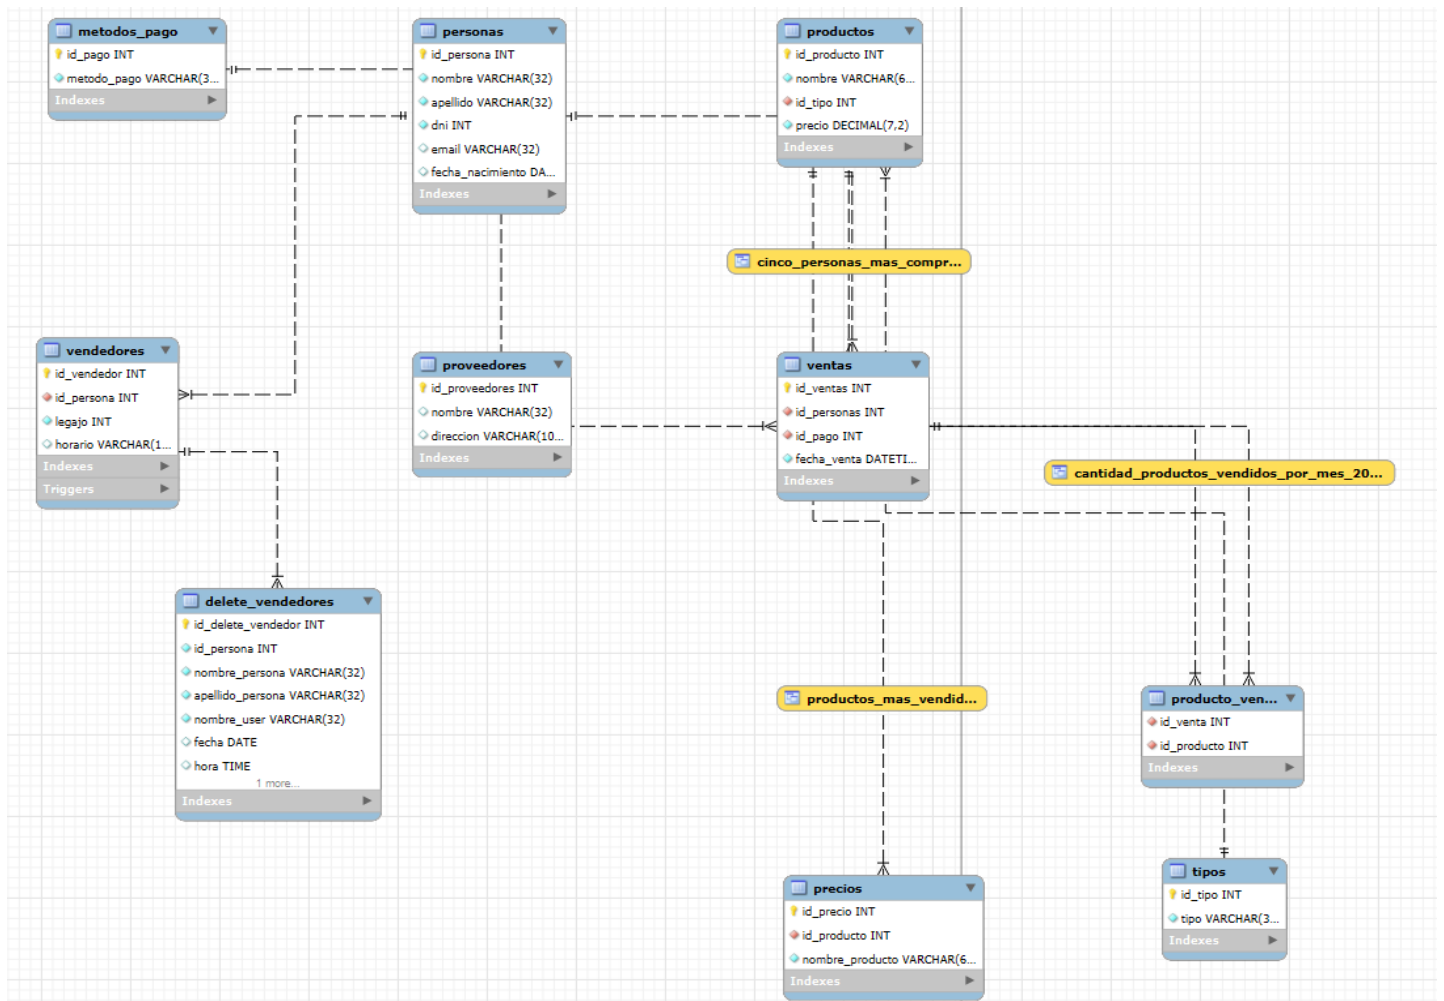 metodos_pago
id_pago INT
metodo_pago VARCHAR(3...
Indexes
personas
id_persona INT
nombre VARCHAR(32)
apellido VARCHAR(32)
dni INT
email VARCHAR(32)
fecha_nacimiento DA...
Indexes
productos
id_producto INT
nombre VARCHAR(6...
id_tipo INT
precio DECIMAL(7,2)
Indexes
cinco_personas_mas_compr...
vendedores
id_vendedor INT
id_persona INT
legajo INT
horario VARCHAR(1...
Indexes
Triggers
proveedores
id_proveedores INT
nombre VARCHAR(32)
direccion VARCHAR(10...
Indexes
ventas
id_ventas INT
id_personas INT
id_pago INT
fecha_venta DATETI...
Indexes
cantidad_productos_vendidos_por_mes_20...
delete_vendedores
id_delete_vendedor INT
id_persona INT
nombre_persona VARCHAR(32)
apellido_persona VARCHAR(32)
nombre_user VARCHAR(32)
fecha DATE
hora TIME
1 more...
Indexes
productos_mas_vendid...
producto_ven...
id_venta INT
id_producto INT
Indexes
precios
id_precio INT
id_producto INT
nombre_producto VARCHAR(6...
Indexes
tipos
id_tipo INT
tipo VARCHAR(3...
Indexes